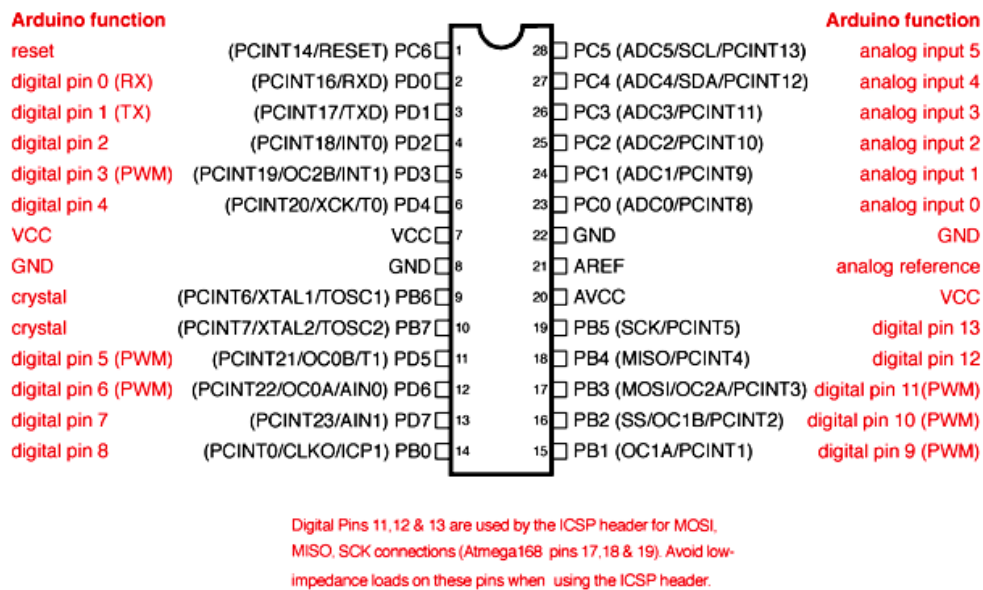 Arduino function Arduino function
reset (PCINT14/RESET) PC6 1 28 PC5 (ADC5/SCL/PCINT13) analog input 5
digital pin 0 (RX) (PCINT16/RXD) PD0 2 27 PC4 (ADC4/SDA/PCINT12) analog input 4
digital pin 1 (TX) (PCINT17/TXD) PD1 3 26 PC3 (ADC3/PCINT11) analog input 3
digital pin 2 (PCINT18/INT0) PD2 4 25 PC2 (ADC2/PCINT10) analog input 2
digital pin 3 (PWM) (PCINT19/OC2B/INT1) PD3 5 24 PC1 (ADC1/PCINT9) analog input 1
digital pin 4 (PCINT20/XCK/T0) PD4 6 23 PC0 (ADC0/PCINT8) analog input 0
VCC VCC 7 22 GND GND
GND GND 8 21 AREF analog reference
crystal (PCINT6/XTAL1/TOSC1) PB6 9 20 AVCC VCC
crystal (PCINT7/XTAL2/TOSC2) PB7 10 19 PB5 (SCK/PCINT5) digital pin 13
digital pin 5 (PWM) (PCINT21/OC0B/T1) PD5 11 18 PB4 (MISO/PCINT4) digital pin 12
digital pin 6 (PWM) (PCINT22/OC0A/AIN0) PD6 12 17 PB3 (MOSI/OC2A/PCINT3) digital pin 11(PWM)
digital pin 7 (PCINT23/AIN1) PD7 13 16 PB2 (SS/OC1B/PCINT2) digital pin 10 (PWM)
digital pin 8 (PCINT0/CLKO/ICP1) PB0 14 15 PB1 (OC1A/PCINT1) digital pin 9 (PWM)
Digital Pins 11,12 & 13 are used by the ICSP header for MOSI,
MISO, SCK connections (Atmega168 pins 17,18 & 19). Avoid low-
impedance loads on these pins when using the ICSP header.